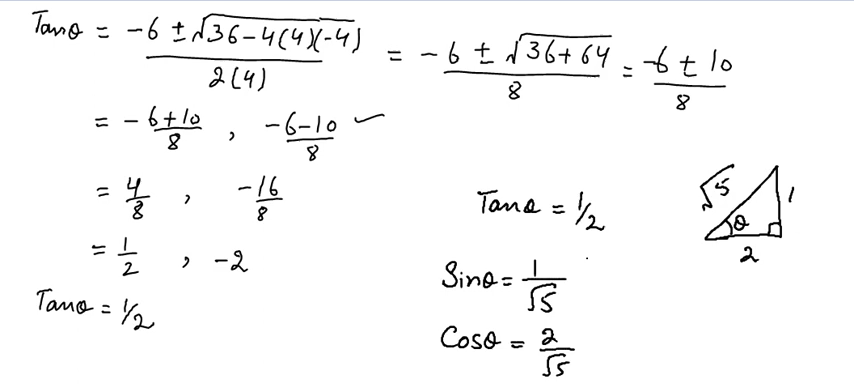 Tanθ = -6 ± √36-4(4)(-4) / 2(4) = -6 ± √36+64 / 8 = -6 ± 10 / 8
= -6+10/8 , -6-10/8 ✓
= 4/8 , -16/8
= 1/2 , -2
Tanθ = 1/2
Tanθ = 1/2
Sinθ = 1/√5
Cosθ = 2/√5
√5
1
θ
2